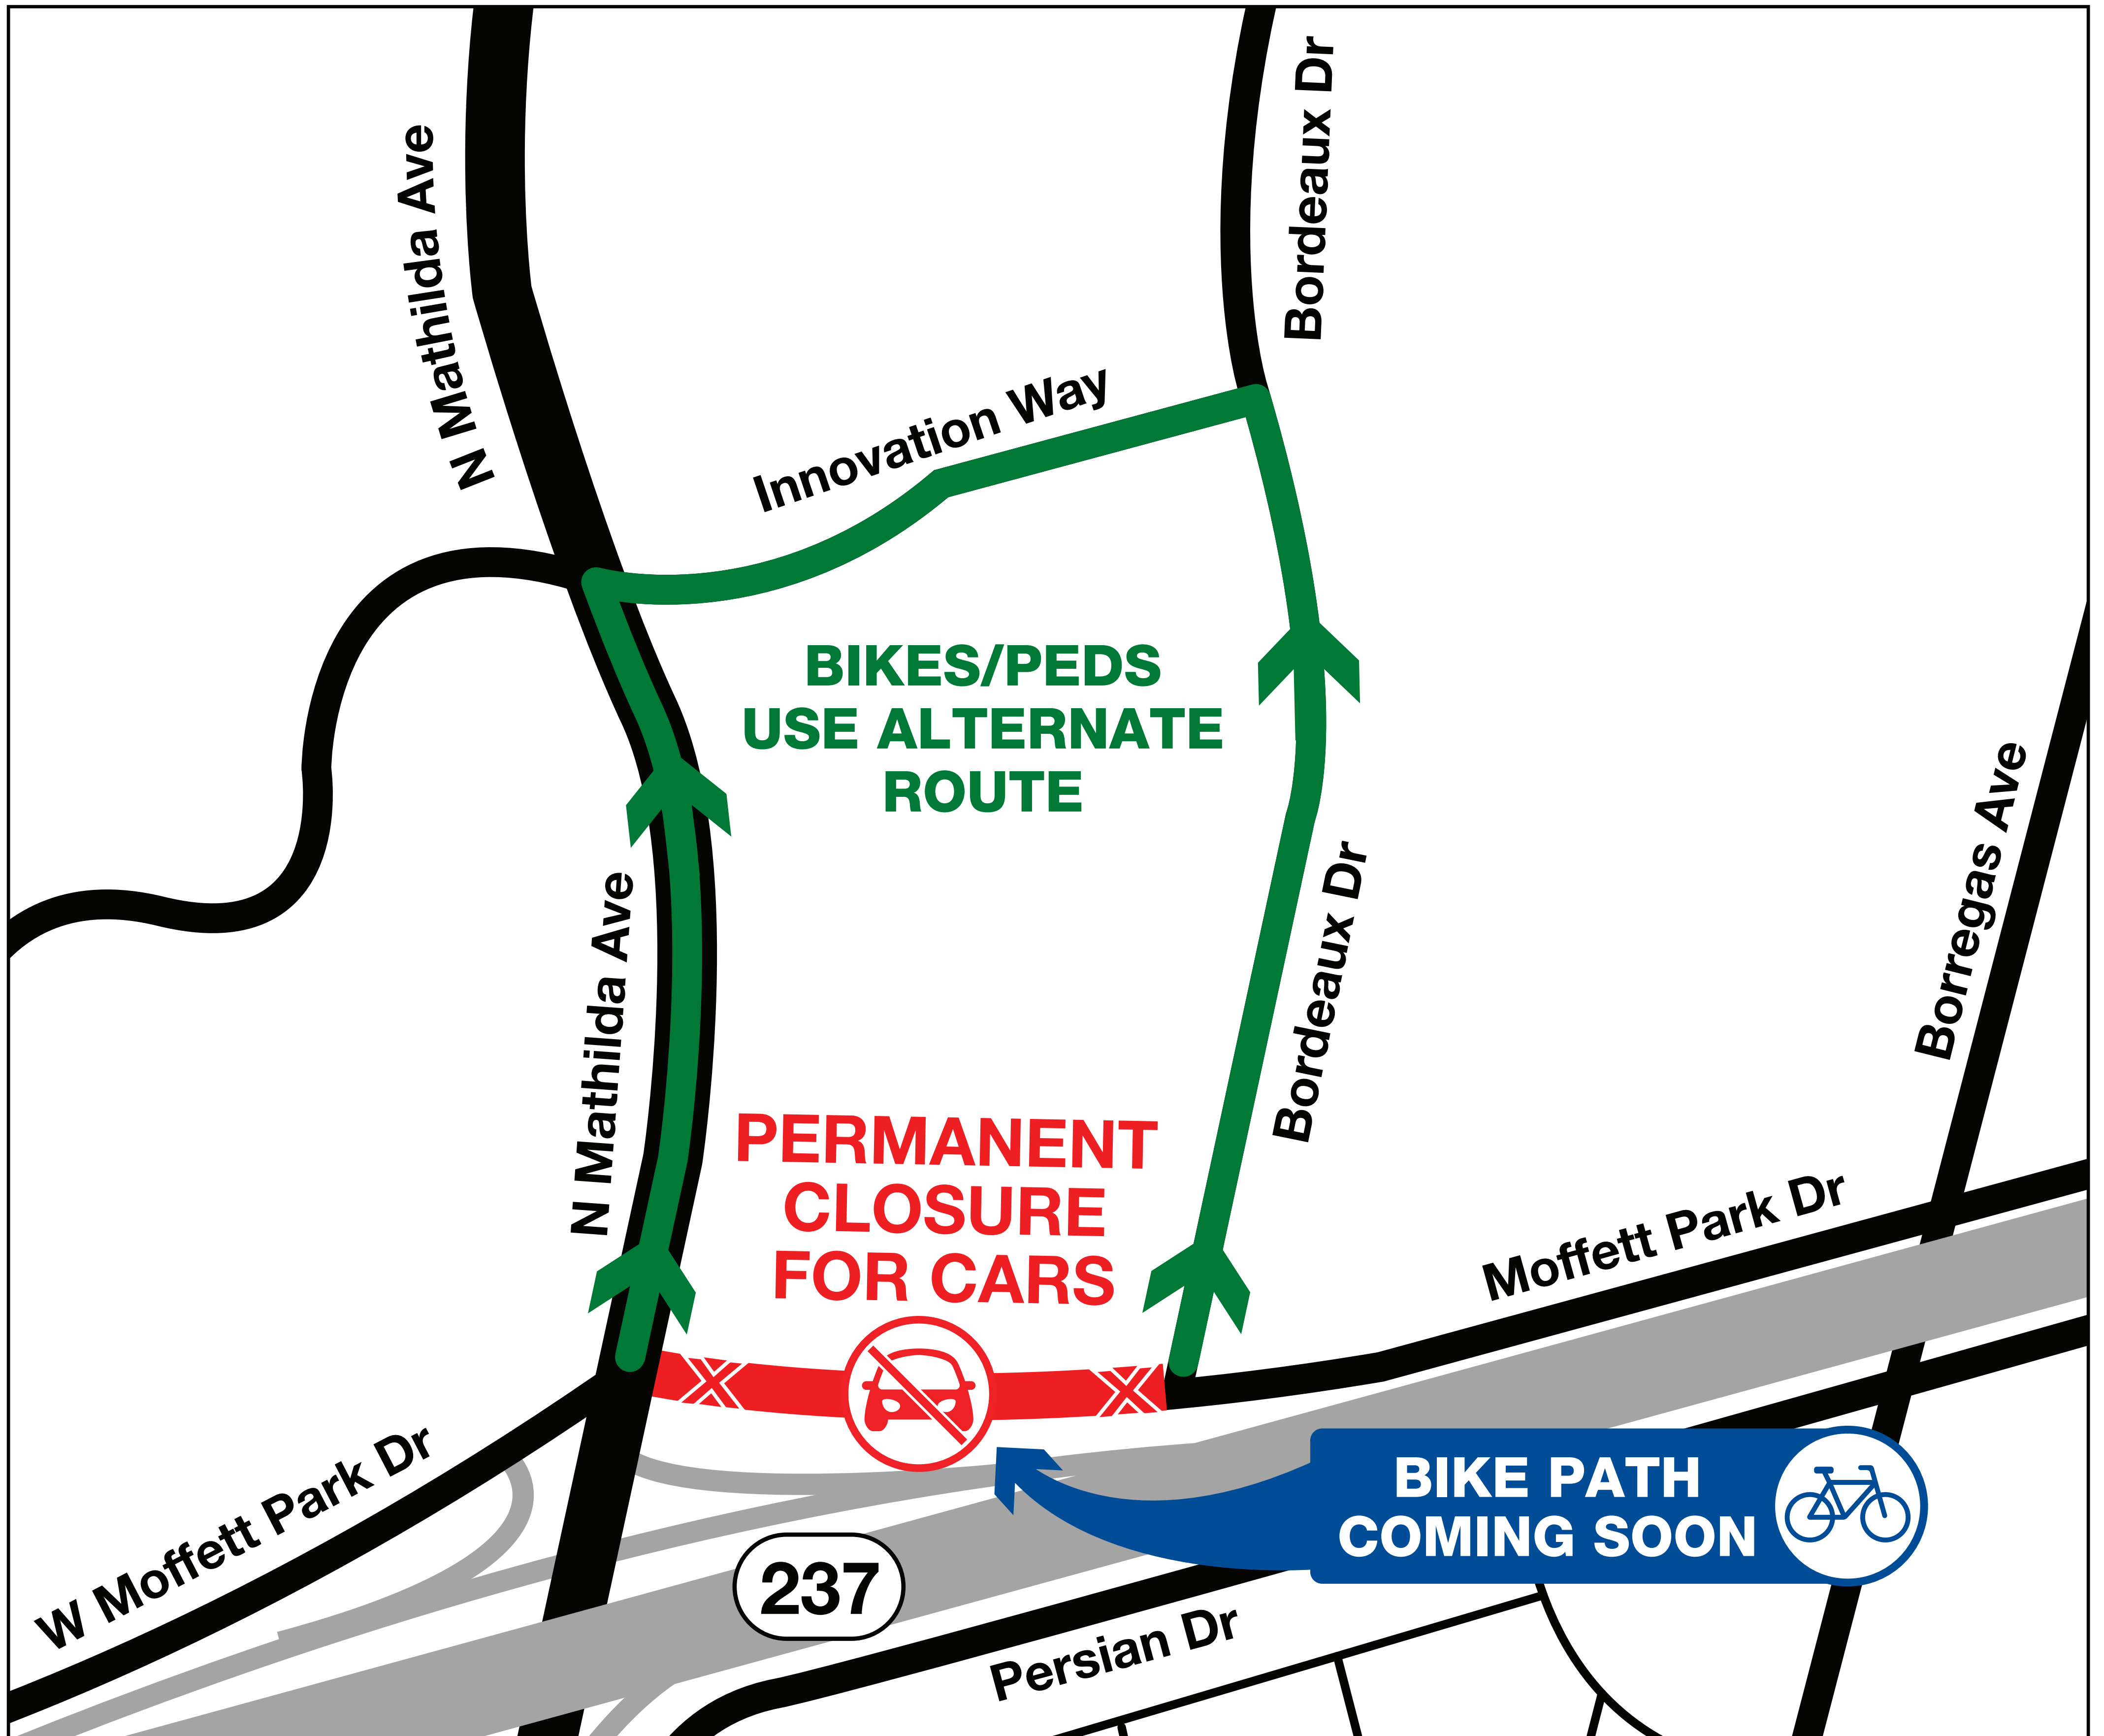 Bordeaux Dr
N Mathilda Ave
Innovation Way
BIKES/PEDS
USE ALTERNATE
ROUTE
Borregas Ave
Bordeaux Dr
N Mathilda Ave
PERMANENT
CLOSURE
FOR CARS
Moffett Park Dr
W Moffett Park Dr
BIKE PATH
COMING SOON
237
Persian Dr